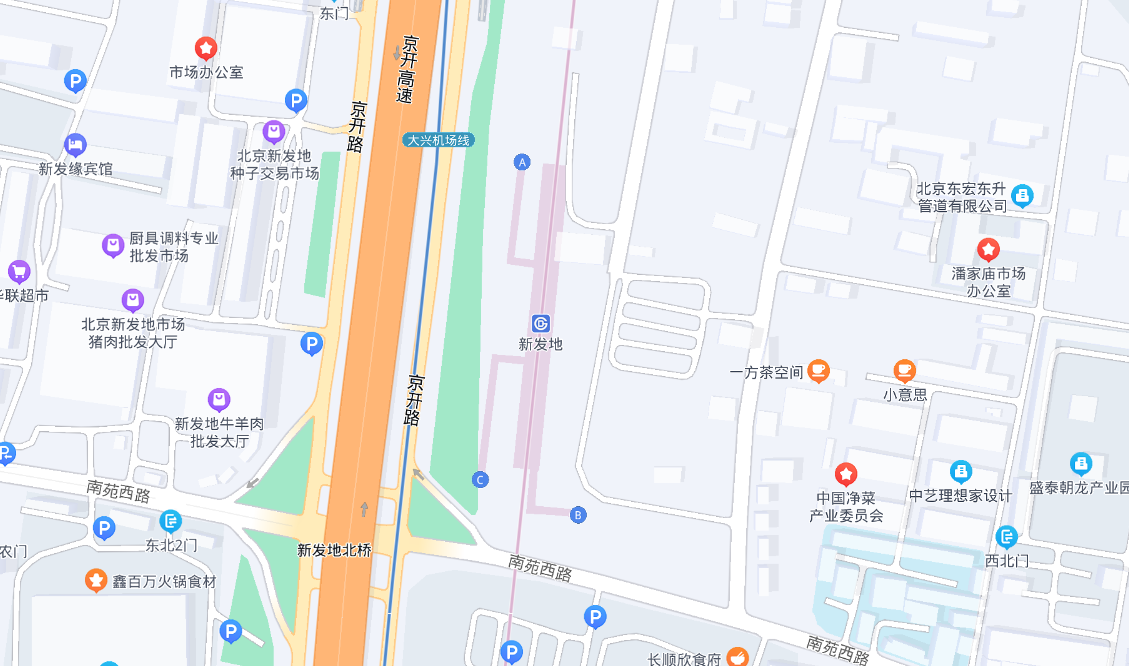 东门
市场办公室
P
P
京开高速
京开路
大兴机场线
北京新发地
种子交易市场
新发缘宾馆
A
北京东宏东升
管道有限公司
厨具调料专业
批发市场
潘家庙市场
办公室
华联超市
北京新发地市场
猪肉批发大厅
新发地
P
一方茶空间
小意思
京开路
新发地牛羊肉
批发大厅
P
C
B
南苑西路
中国净菜
产业委员会
中艺理想家设计
盛泰朝龙产业园
P
东北2门
农门
新发地北桥
南苑西路
西北门
鑫百万火锅食材
P
P
P
长顺欣食府
南苑西路